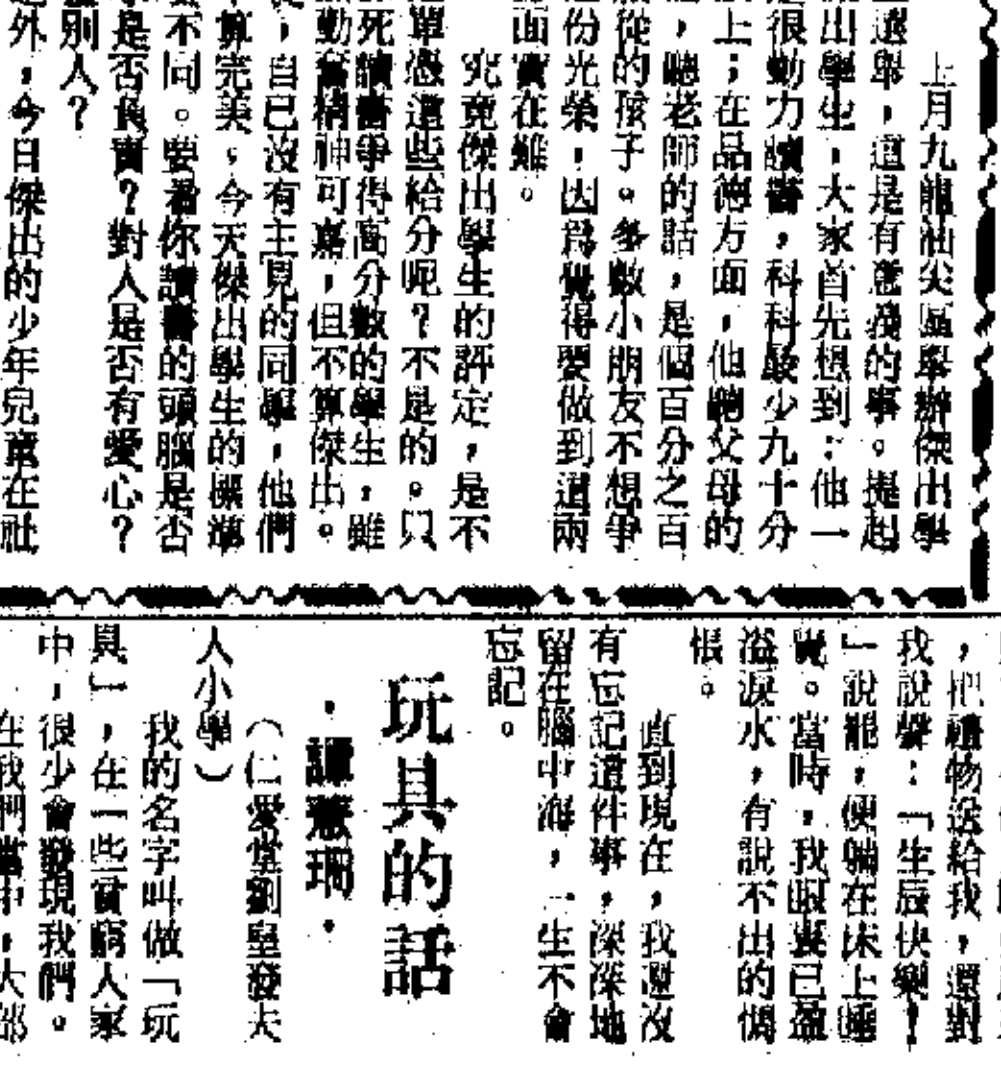 上月九龍油尖區舉辦傑出學
生選舉，這是有意義的事。提起
傑出學生，大家首先想到：他一
定很勤力讀書，科科最少九十分
以上；在品德方面，他聽父母的
話，聽老師的話，是個百分之百
服從的孩子。多數小朋友不想爭
這份光榮，因爲覺得要做到這兩
方面實在難。
究竟傑出學生的評定，是不
是單憑這些給分呢？不是的。只
死讀書爭得高分數的學生，雖
然勤奮精神可嘉，但不算傑出。
，自己沒有主見的同學，他們
不算完美。今天傑出學生的標準
不同。要看你讀書的頭腦是否
是否負責？對人是否有愛心？
別人？
外，今日傑出的少年兒童在社
，把禮物送給我，還對
我說聲：「生辰快樂！
」說罷，便躺在床上睡
覺。當時，我眼裏已盈
溢淚水，有說不出的惆
悵。
直到現在，我還沒
有忘記這件事，深深地
留在腦中海，一生不會
忘記。
玩具的話
．譚慧珊．
（仁愛堂劉皇發夫
人小學）
我的名字叫做「玩
具」，在一些貧窮人家
中，很少會發現我們。
在我們當中，大部